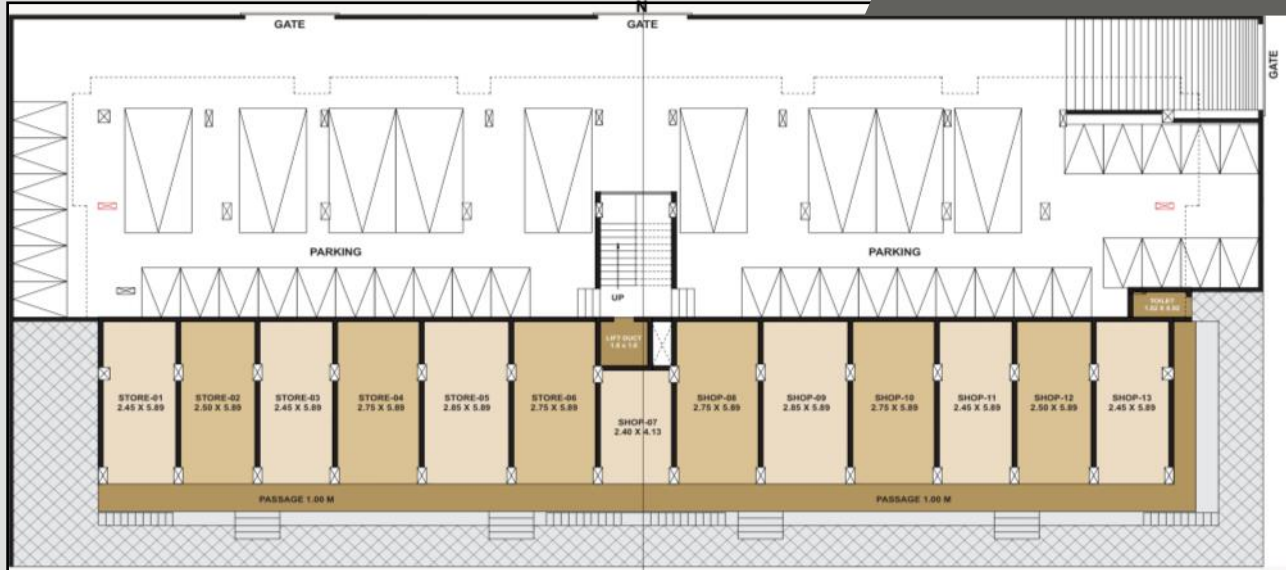 N
GATE
GATE
GATE
PARKING
PARKING
UP
TOILET
LIFT DUCT
1.6 x 1.6
STORE-01
2.45 X 5.89
STORE-02
2.50 X 5.89
STORE-03
2.45 X 5.89
STORE-04
2.75 X 5.89
STORE-05
2.85 X 5.89
STORE-06
2.75 X 5.89
SHOP-07
2.40 X 4.13
SHOP-08
2.75 X 5.89
SHOP-09
2.85 X 5.89
SHOP-10
2.75 X 5.89
SHOP-11
2.45 X 5.89
SHOP-12
2.50 X 5.89
SHOP-13
2.45 X 5.89
PASSAGE 1.00 M
PASSAGE 1.00 M